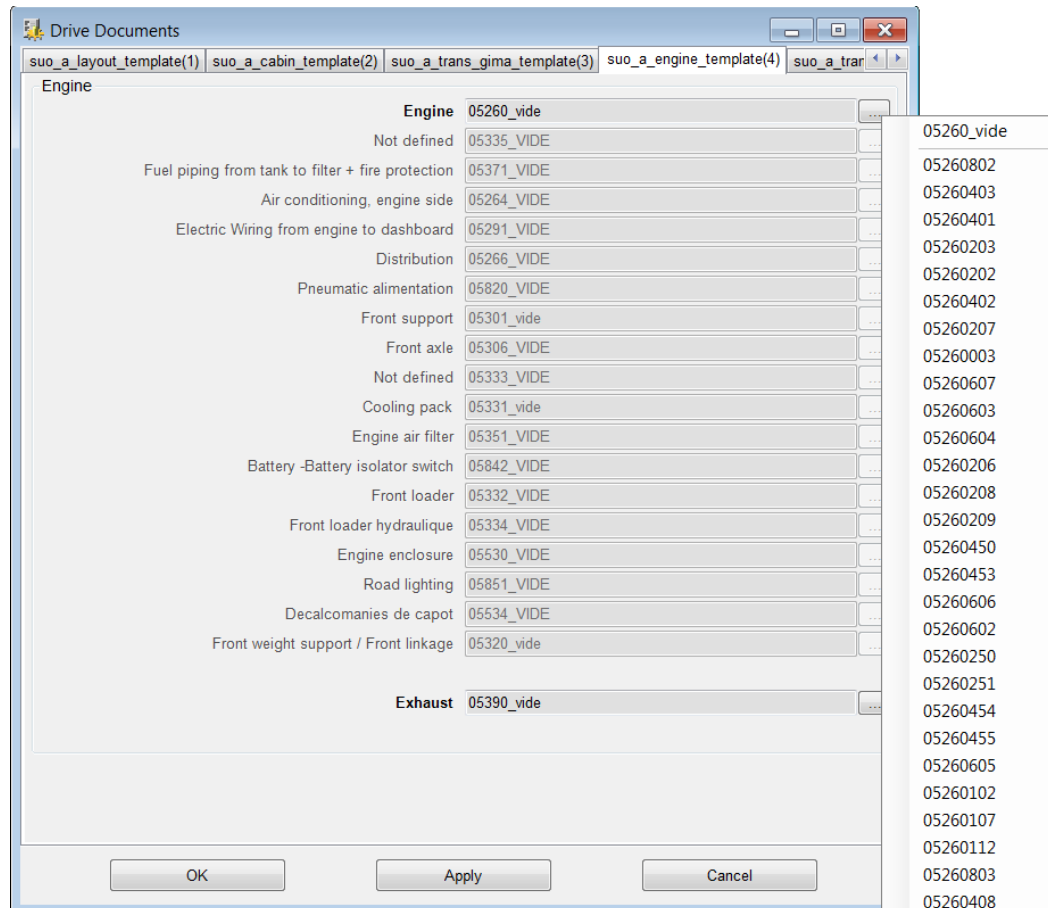 Drive Documents
suo_a_layout_template(1) suo_a_cabin_template(2) suo_a_trans_gima_template(3) suo_a_engine_template(4) suo_a_trar
Engine
Engine 05260_vide ...
Not defined 05335_VIDE ...
Fuel piping from tank to filter + fire protection 05371_VIDE ...
Air conditioning, engine side 05264_VIDE ...
Electric Wiring from engine to dashboard 05291_VIDE ...
Distribution 05266_VIDE ...
Pneumatic alimentation 05820_VIDE ...
Front support 05301_vide ...
Front axle 05306_VIDE ...
Not defined 05333_VIDE ...
Cooling pack 05331_vide ...
Engine air filter 05351_VIDE ...
Battery -Battery isolator switch 05842_VIDE ...
Front loader 05332_VIDE ...
Front loader hydraulique 05334_VIDE ...
Engine enclosure 05530_VIDE ...
Road lighting 05851_VIDE ...
Decalcomanies de capot 05534_VIDE ...
Front weight support / Front linkage 05320_vide ...
Exhaust 05390_vide ...
OK Apply Cancel
05260_vide
05260802
05260403
05260401
05260203
05260202
05260402
05260207
05260003
05260607
05260603
05260604
05260206
05260208
05260209
05260450
05260453
05260606
05260602
05260250
05260251
05260454
05260455
05260605
05260102
05260107
05260112
05260803
05260408